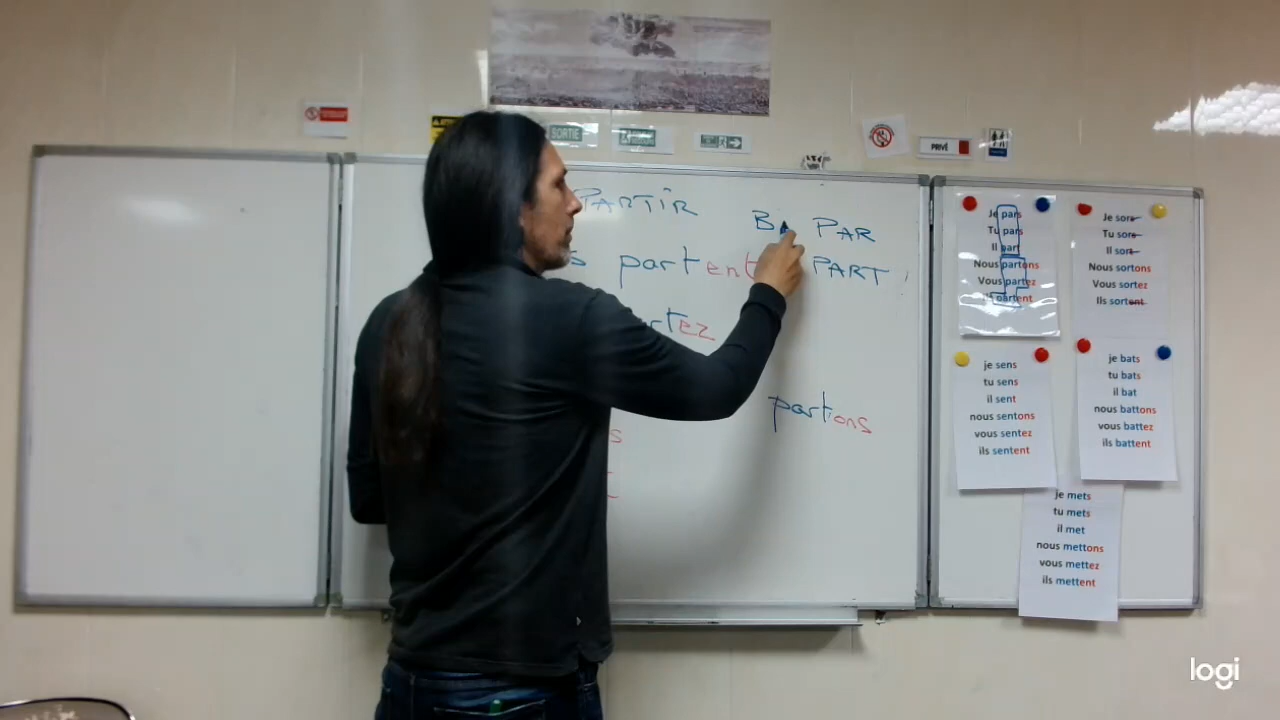 SORTIE
PRIVÉ
PARTIR
PAR
partent
PART
rtez
partions
Je pars
Tu pars
Il part
Nous partons
Vous partez
Ils partent
Je sors
Tu sors
Il sort
Nous sortons
Vous sortez
Ils sortent
je sens
tu sens
il sent
nous sentons
vous sentez
ils sentent
je bats
tu bats
il bat
nous battons
vous battez
ils battent
je mets
tu mets
il met
nous mettons
vous mettez
ils mettent
logi